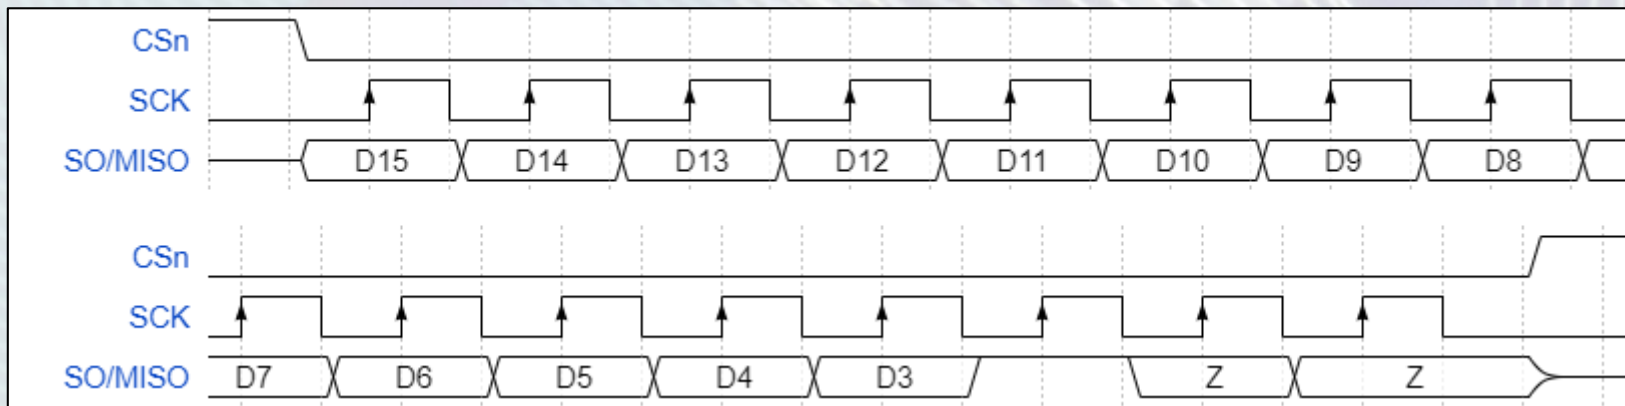 CSn
SCK
SO/MISO D15 D14 D13 D12 D11 D10 D9 D8
CSn
SCK
SO/MISO D7 D6 D5 D4 D3 Z Z